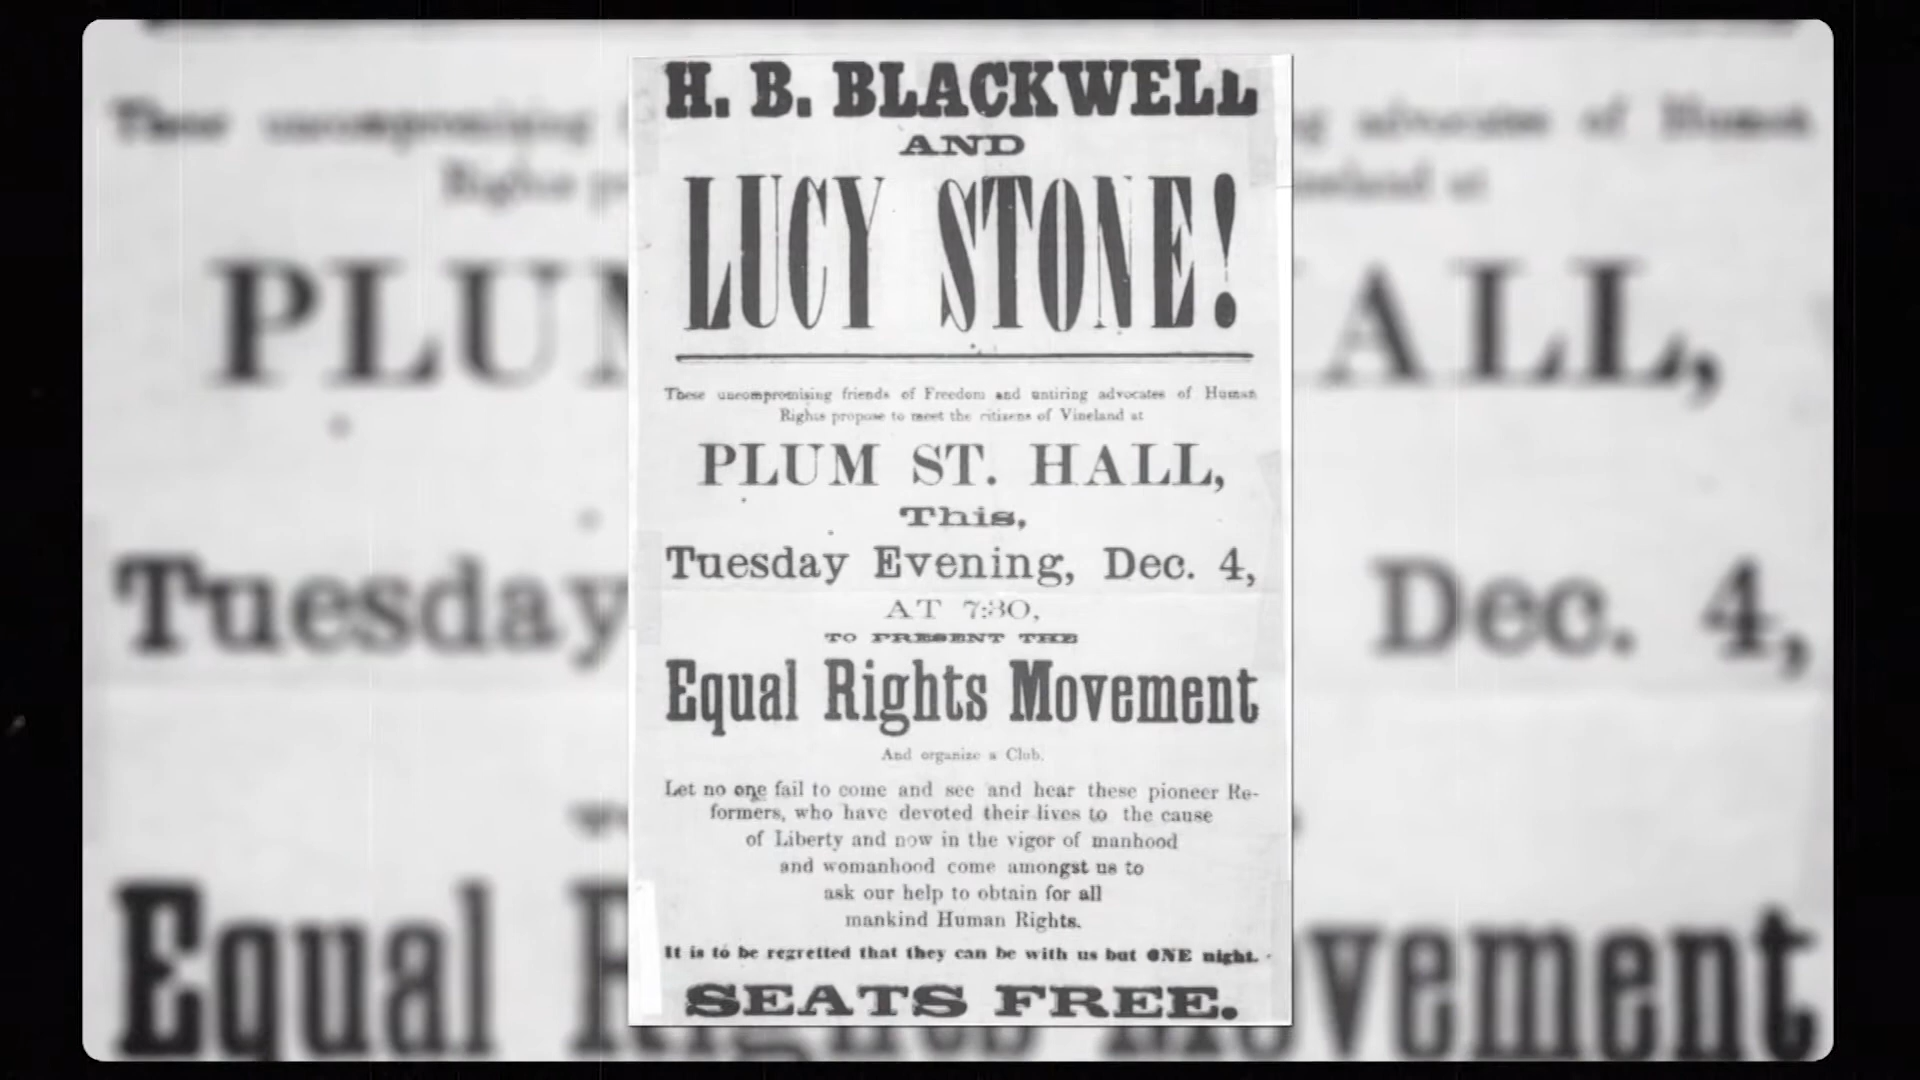 H. B. BLACKWELL
AND
LUCY STONE!
These uncompromising friends of Freedom and untiring advocates of Human
Rights propose to meet the citizens of Vineland at
PLUM ST. HALL,
This,
Tuesday Evening, Dec. 4,
AT 7:30,
TO PRESENT THE
Equal Rights Movement
And organize a Club.
Let no one fail to come and see and hear these pioneer Re-
formers, who have devoted their lives to the cause
of Liberty and now in the vigor of manhood
and womanhood come amongst us to
ask our help to obtain for all
mankind Human Rights.
It is to be regretted that they can be with us but ONE night.
SEATS FREE.